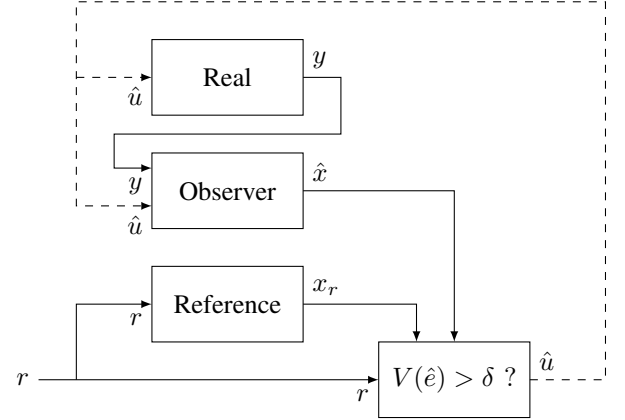 y
Real
û
y
Observer
x̂
û
Reference
x_r
r
r
r
V(ê) > δ ?
û